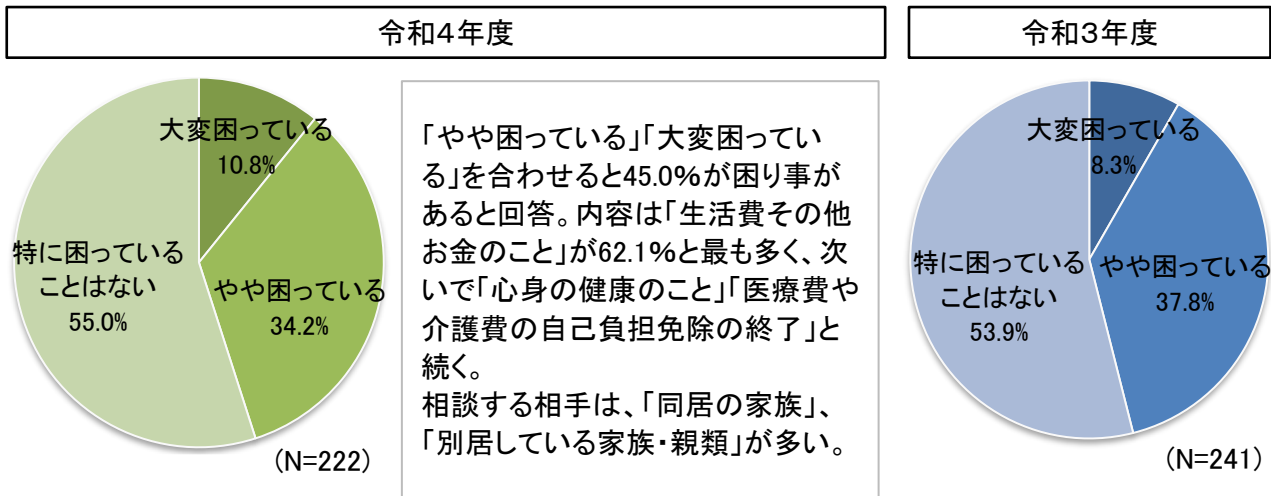 令和4年度
大変困っている
10.8%
やや困っている
34.2%
特に困っている
ことはない
55.0%
(N=222)
「やや困っている」「大変困ってい
る」を合わせると45.0%が困り事が
あると回答。内容は「生活費その他
お金のこと」が62.1%と最も多く、次
いで「心身の健康のこと」「医療費や
介護費の自己負担免除の終了」と
続く。
相談する相手は、「同居の家族」、
「別居している家族・親類」が多い。
令和3年度
大変困っている
8.3%
やや困っている
37.8%
特に困っている
ことはない
53.9%
(N=241)